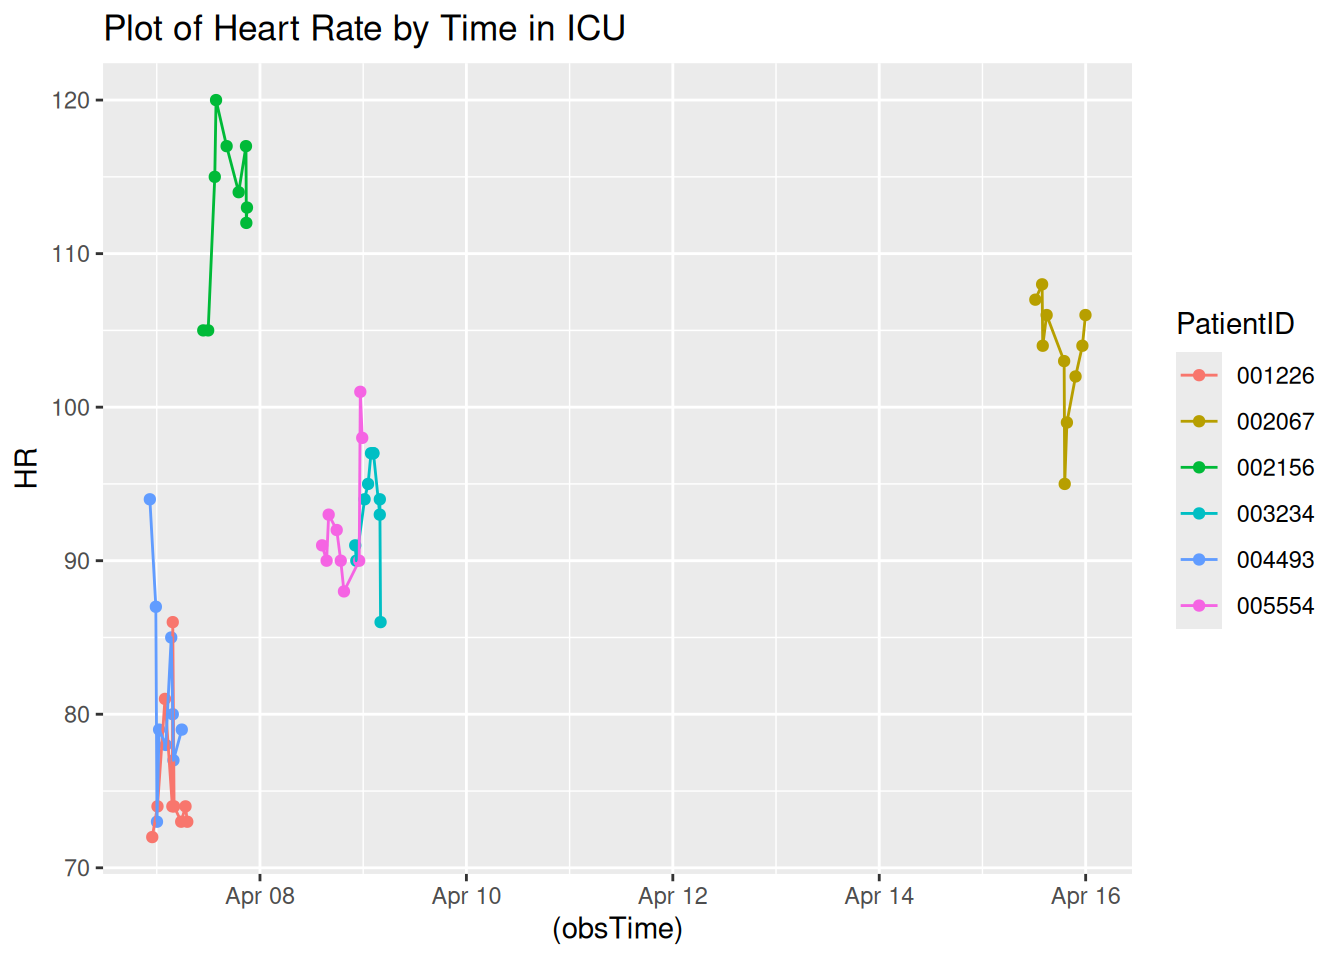 Plot of Heart Rate by Time in ICU
120
110
100
90
80
70
HR
Apr 08
Apr 10
Apr 12
Apr 14
Apr 16
(obsTime)
PatientID
001226
002067
002156
003234
004493
005554